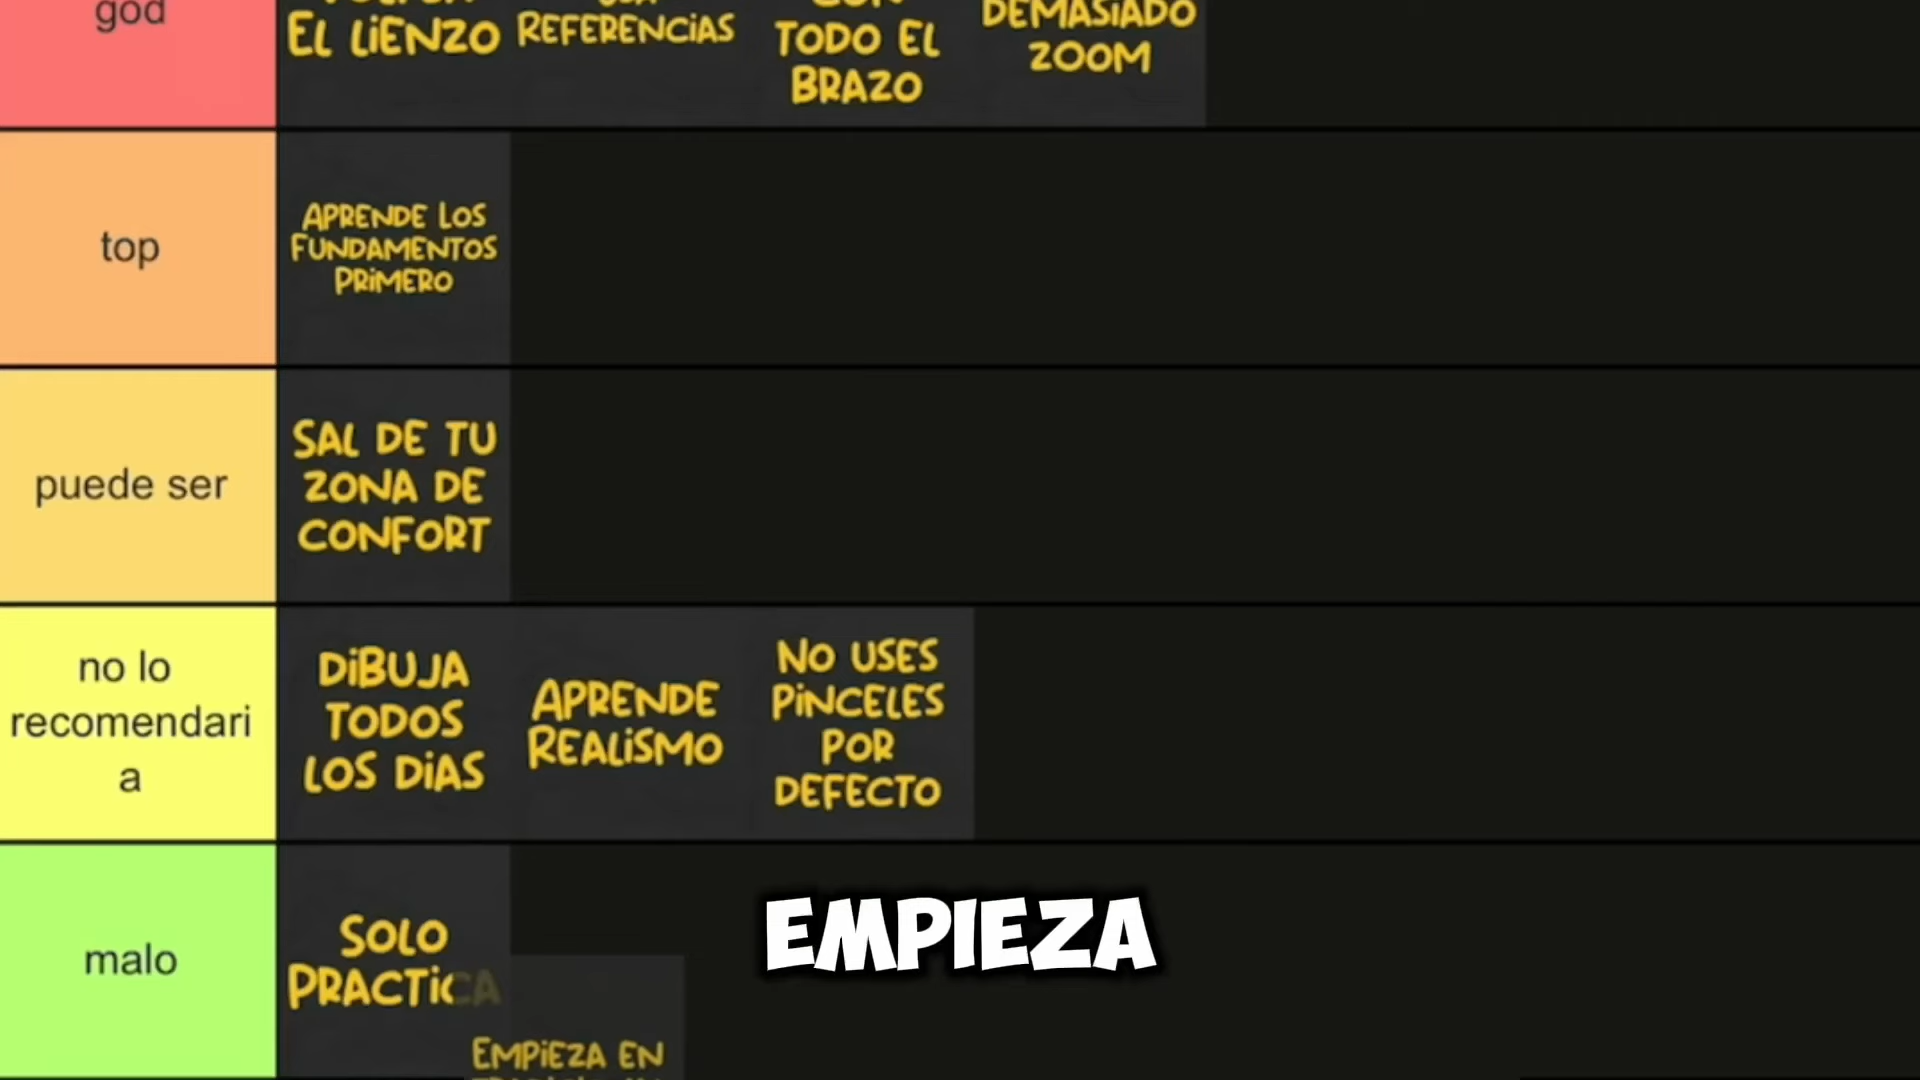 god
EL LiENZO
REFERENCiAS
TODO EL
BRAZO
DEMASiADO
ZOOM
top
APRENDE LOS
FUNDAMENTOS
PRiMERO
puede ser
SAL DE TU
ZONA DE
CONFORT
no lo
recomendari
a
DiBUJA
TODOS
LOS DiAS
APRENDE
REALiSMO
NO USES
PiNCELES
POR
DEFECTO
malo
SOLO
PRACTiCA
EMPiEZA EN
EMPIEZA